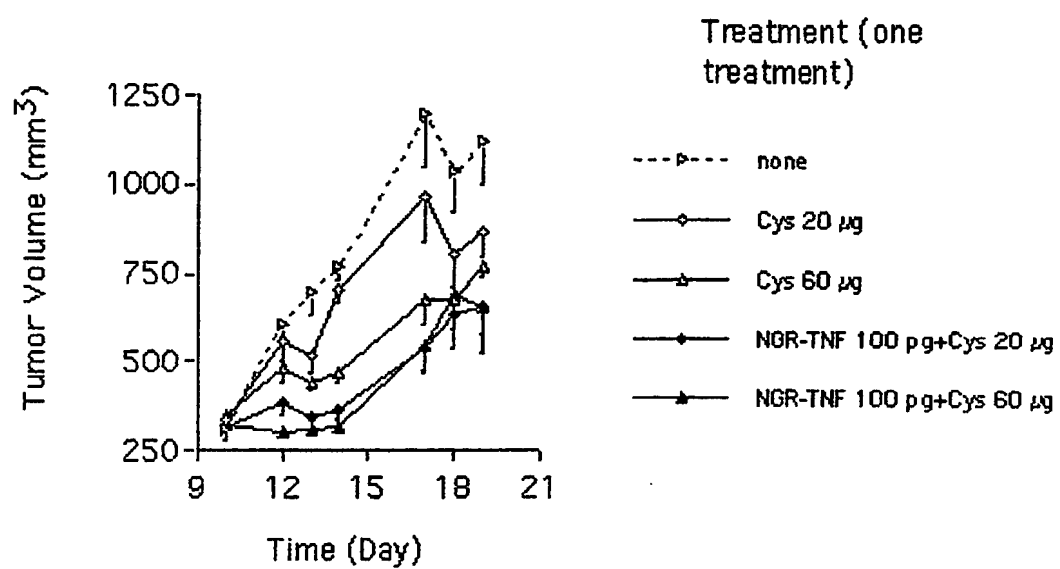 Treatment (one
treatment)
Tumor Volume (mm3)
1250
1000
750
500
250
9
12
15
18
21
Time (Day)
none
Cys 20 µg
Cys 60 µg
NGR-TNF 100 pg+Cys 20 µg
NGR-TNF 100 pg+Cys 60 µg